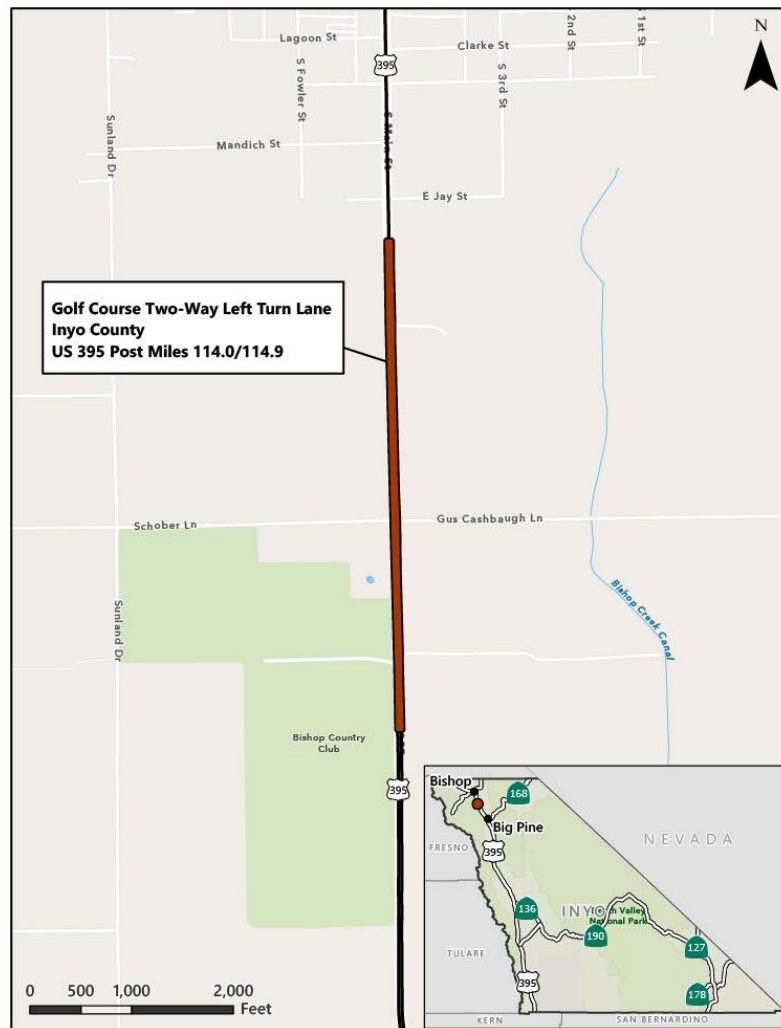 Lagoon St
395
Clarke St
2nd St
S 1st St
N
S Fowler St
S 3rd St
Sunland Dr
S Main St
Mandich St
E Jay St
Golf Course Two-Way Left Turn Lane
Inyo County
US 395 Post Miles 114.0/114.9
Schober Ln
Gus Cashbaugh Ln
Sunland Dr
Bishop Creek Canal
Bishop Country
Club
395
Bishop
168
Big Pine
FRESNO
395
NEVADA
136
INYO
Valley
National Park
190
127
TULARE
395
178
KERN
SAN BERNARDINO
0 500 1,000 2,000
Feet